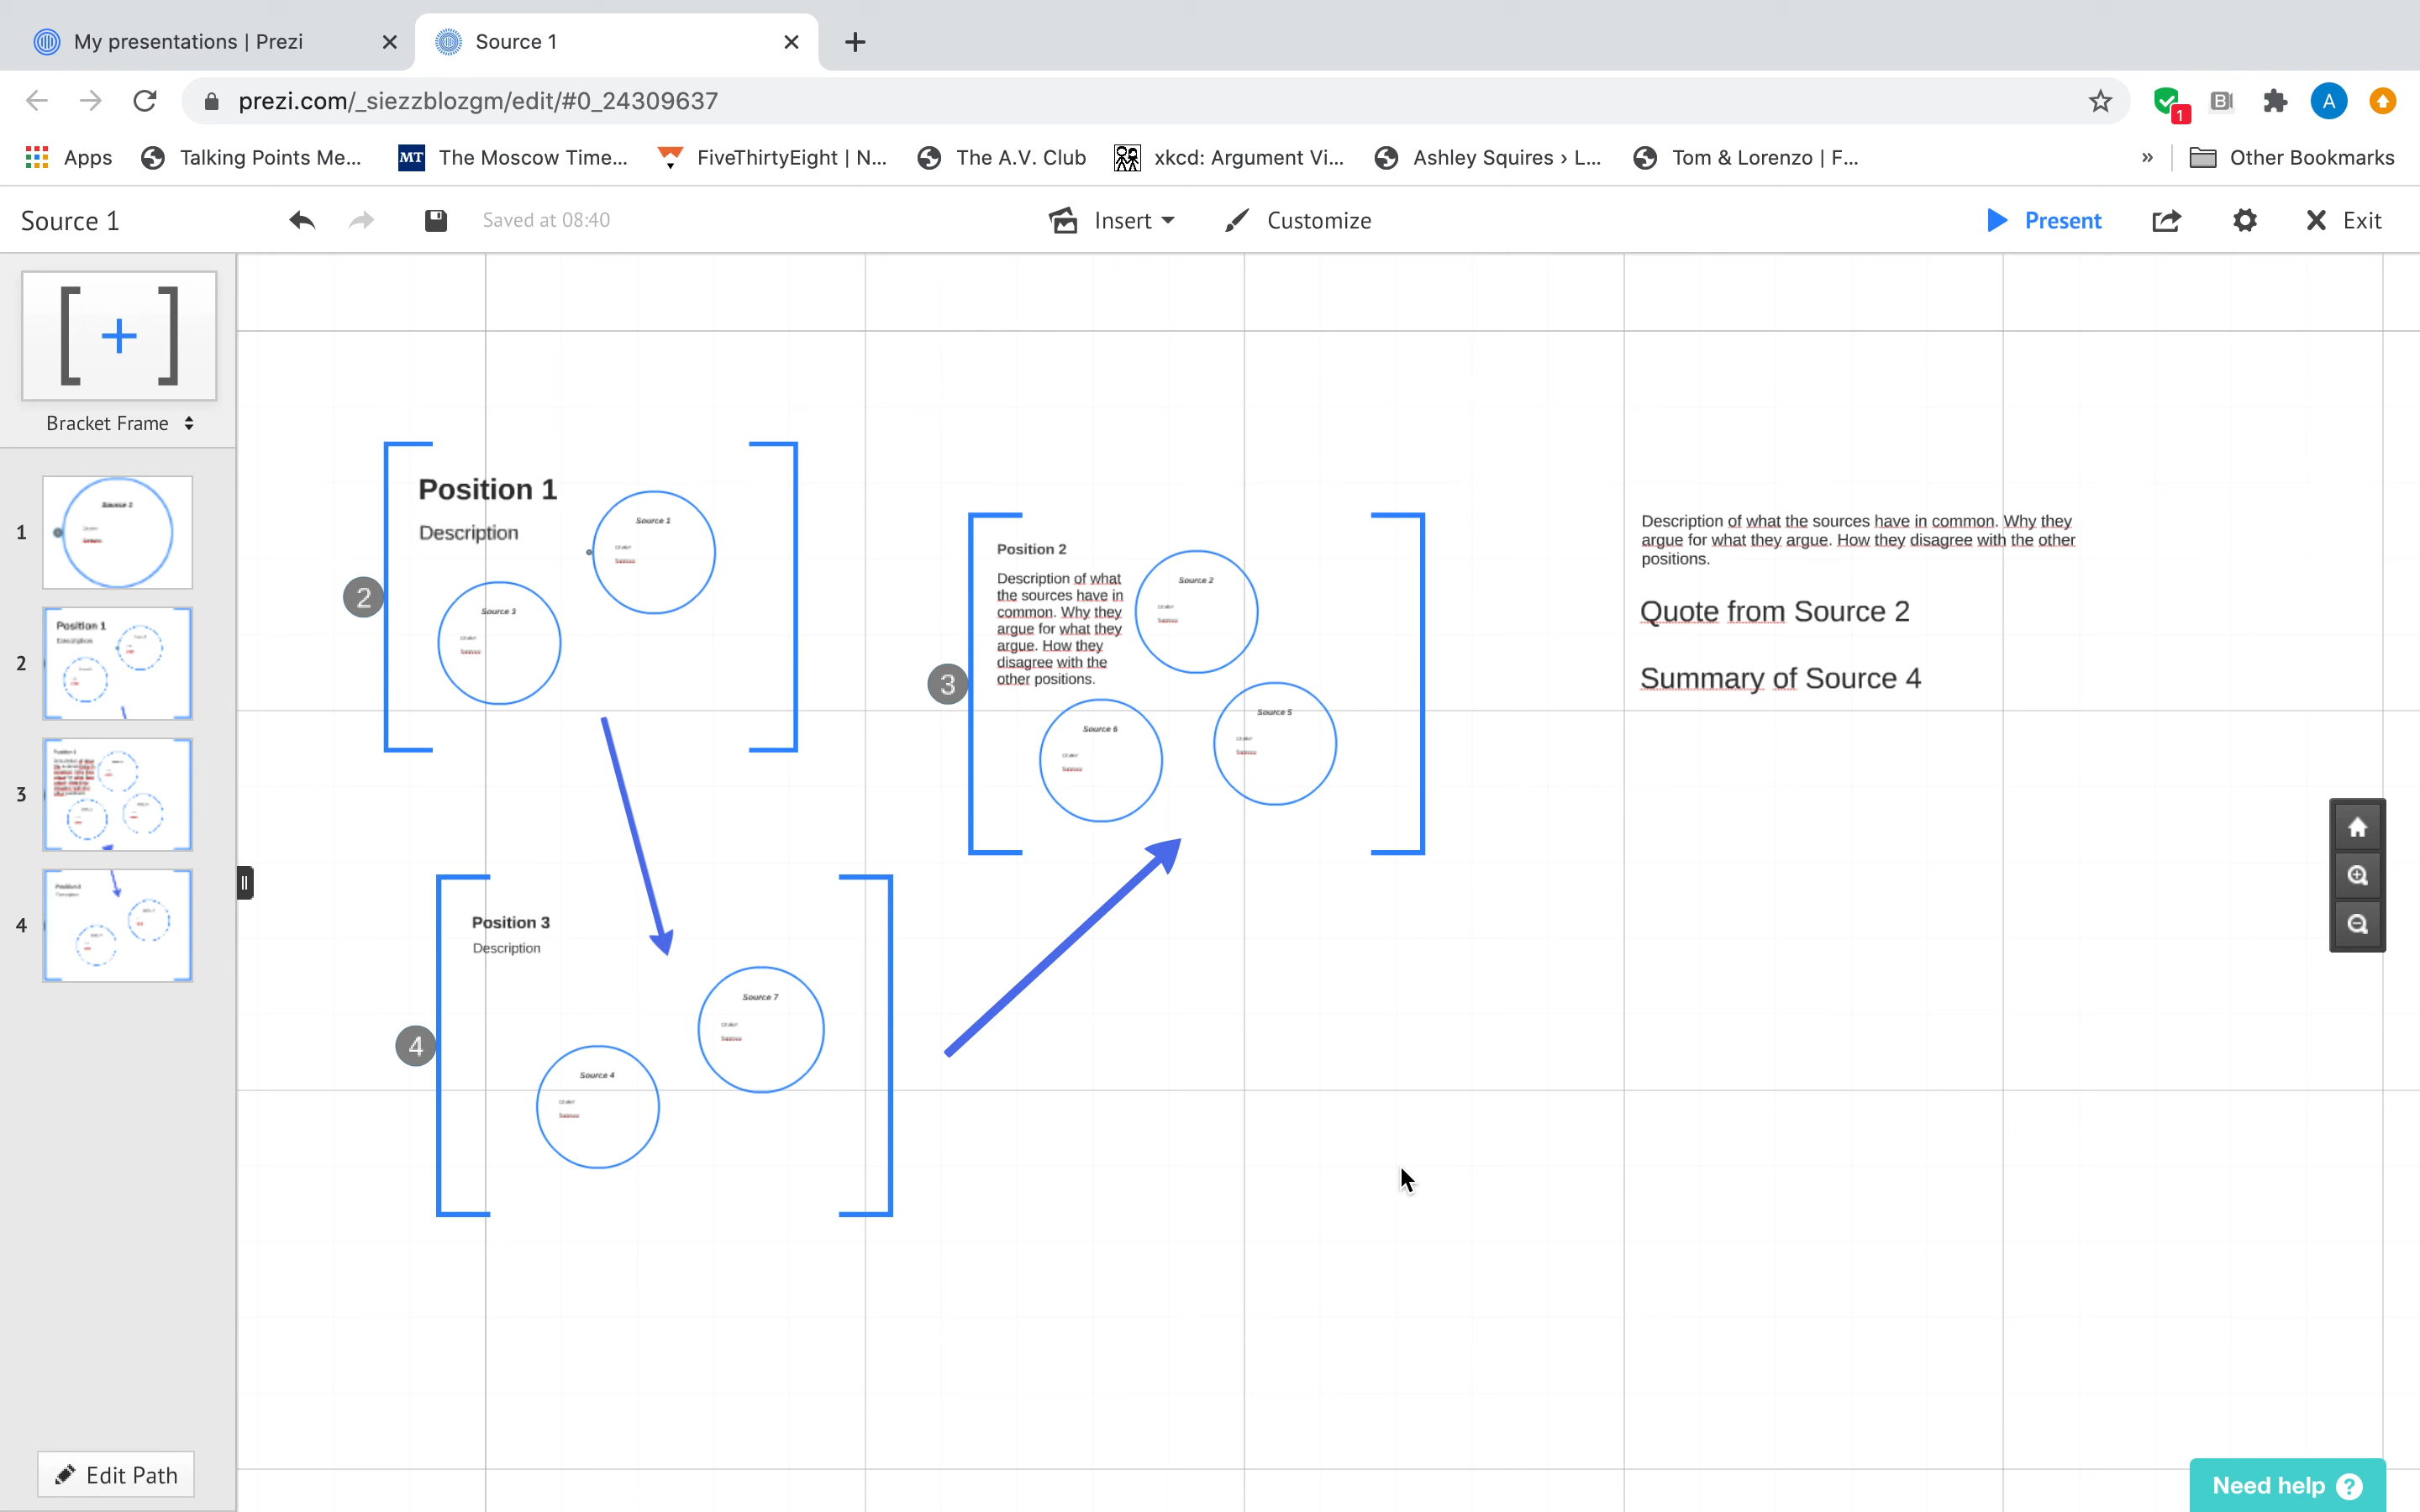 My presentations | Prezi
Source 1
prezi.com/_siezzblozgm/edit/#0_24309637
1
A
Apps
Talking Points Me...
MT
The Moscow Time...
FiveThirtyEight | N...
The A.V. Club
xkcd: Argument Vi...
Ashley Squires › L...
Tom & Lorenzo | F...
»
Other Bookmarks
Source 1
Saved at 08:40
Insert
Customize
Present
Exit
Bracket Frame
1
2
Position 1
3
4
Edit Path
2
Position 1
Description
Source 1
Source 3
3
Position 2
Description of what
the sources have in
common. Why they
argue for what they
argue. How they
disagree with the
other positions.
Source 2
Source 6
Source 5
4
Position 3
Description
Source 7
Source 4
Description of what the sources have in common. Why they
argue for what they argue. How they disagree with the other
positions.
Quote from Source 2
Summary of Source 4
Need help ?